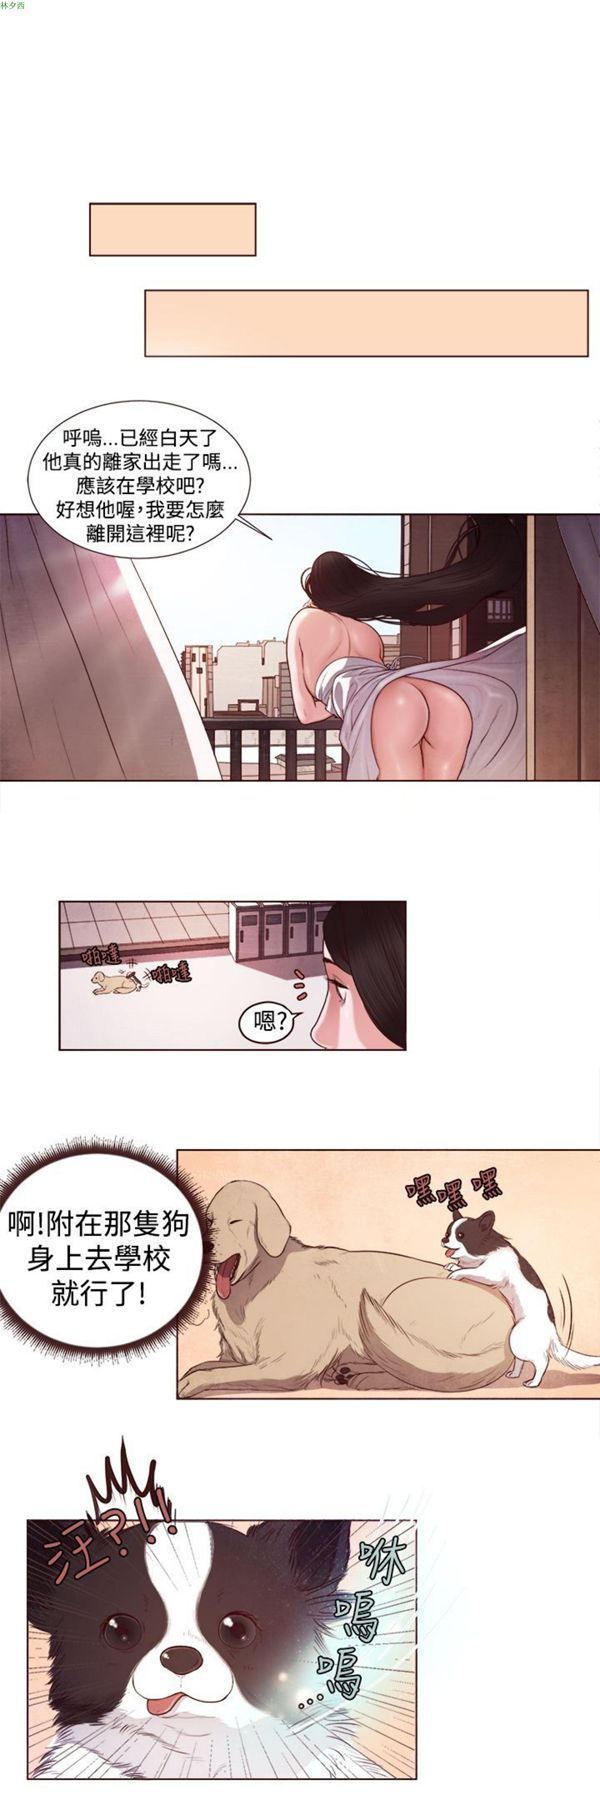 林夕西
呼嗚...已經白天了
他真的離家出走了嗎...
應該在學校吧?
好想他喔,我要怎麼
離開這裡呢?
啪噠
啪噠
嗯?
嘿嘿嘿
啊!附在那隻狗
身上去學校
就行了!
汪?!!
咻
嗚
嗚
...